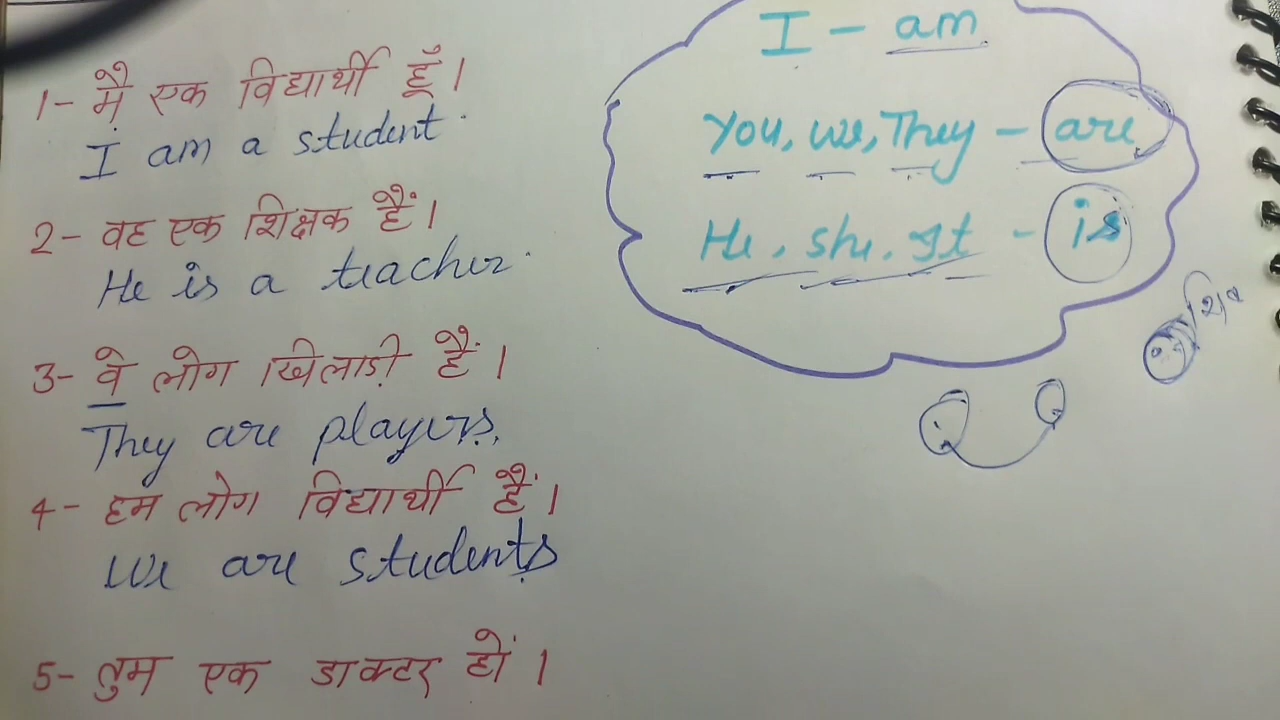 1- मै एक विद्यार्थी हूँ।
I am a student.
2- वह एक शिक्षक हैं।
He is a teacher.
3- वे लोग खिलाड़ी हैं।
They are players.
4- हम लोग विद्यार्थी हैं।
We are students
5- तुम एक डाक्टर हों।
I - am
You, we, They - are
He, she, It - is